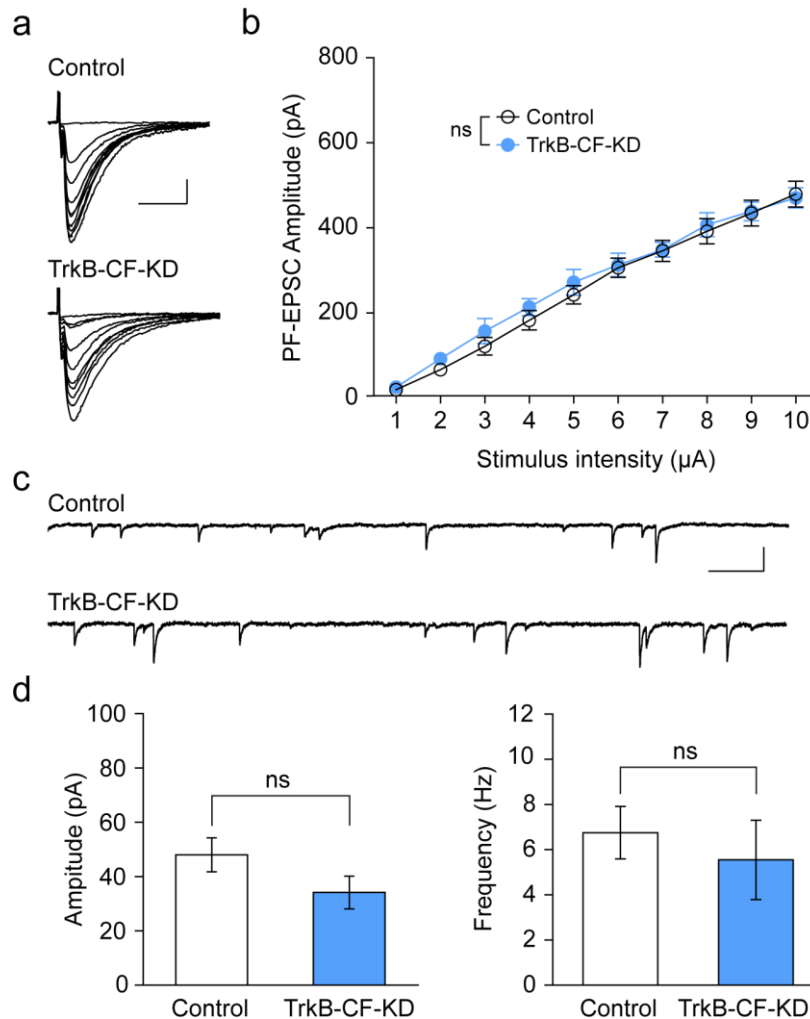 a
Control
TrkB-CF-KD
b
PF-EPSC Amplitude (pA)
800
600
400
200
0
ns
Control
TrkB-CF-KD
1 2 3 4 5 6 7 8 9 10
Stimulus intensity (µA)
c
Control
TrkB-CF-KD
d
Ampitude (pA)
100
80
60
40
20
0
ns
Control TrkB-CF-KD
Frequency (Hz)
12
10
8
6
4
2
0
ns
Control TrkB-CF-KD